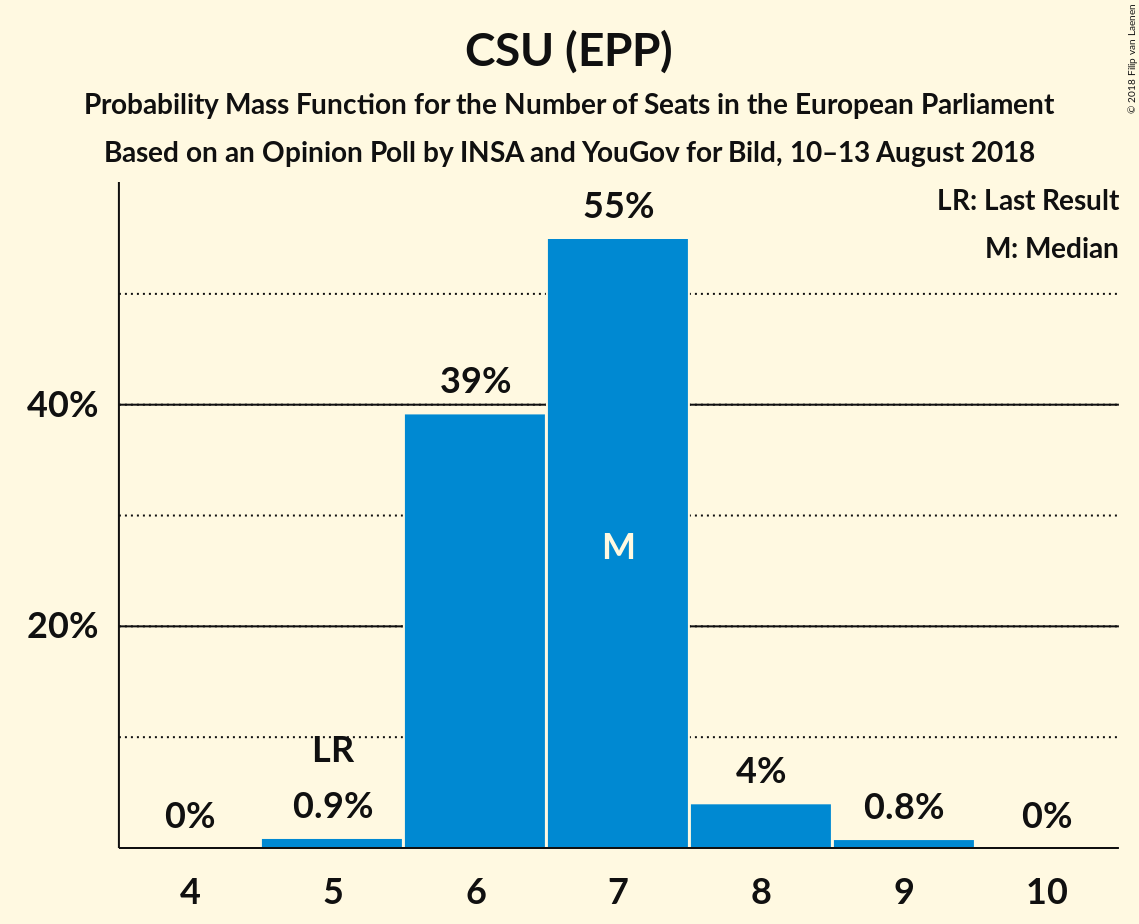 CSU (EPP)
Probability Mass Function for the Number of Seats in the European Parliament
Based on an Opinion Poll by INSA and YouGov for Bild, 10–13 August 2018
© 2018 Filip van Laenen
LR: Last Result
M: Median
55%
39%
40%
M
20%
LR
4%
0%
0.9%
0.8%
0%
4 5 6 7 8 9 10